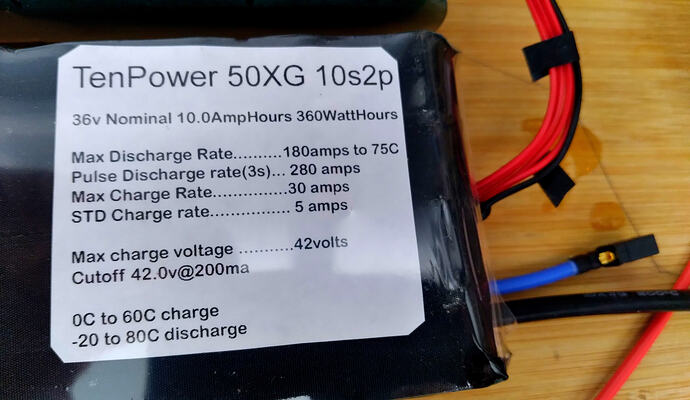 TenPower 50XG 10s2p
36v Nominal 10.0AmpHours 360WattHours
Max Discharge Rate..........180amps to 75C
Pulse Discharge rate(3s)... 280 amps
Max Charge Rate...............30 amps
STD Charge rate................ 5 amps
Max charge voltage ...........42volts
Cutoff 42.0v@200ma
0C to 60C charge
-20 to 80C discharge